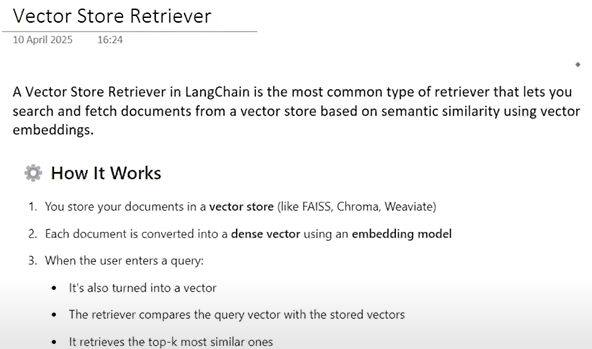 Vector Store Retriever
10 April 2025 16:24
A Vector Store Retriever in LangChain is the most common type of retriever that lets you
search and fetch documents from a vector store based on semantic similarity using vector
embeddings.
How It Works
1. You store your documents in a vector store (like FAISS, Chroma, Weaviate)
2. Each document is converted into a dense vector using an embedding model
3. When the user enters a query:
• It's also turned into a vector
• The retriever compares the query vector with the stored vectors
• It retrieves the top-k most similar ones